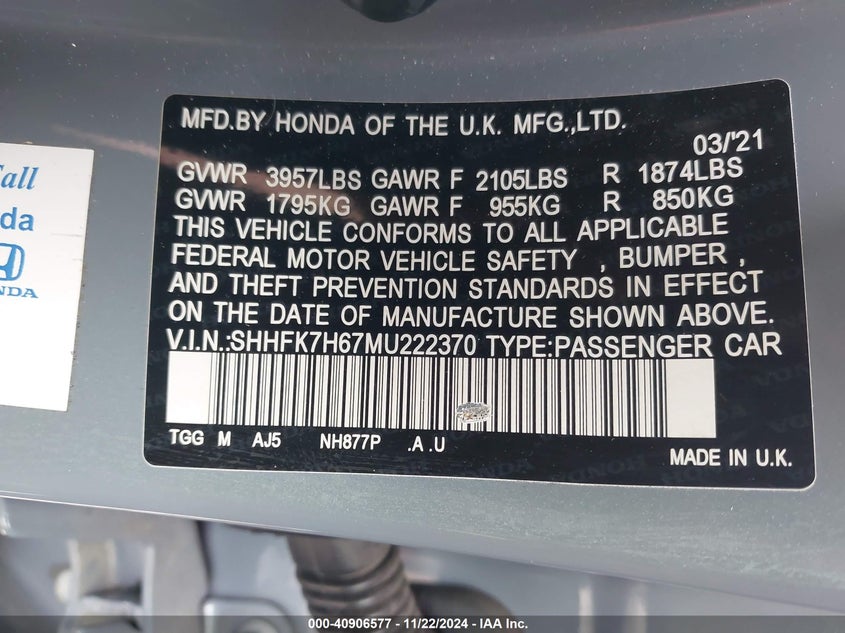 MFD.BY HONDA OF THE U.K. MFG.,LTD.
03/'21
GVWR 3957LBS GAWR F 2105LBS R 1874LBS
GVWR 1795KG GAWR F 955KG R 850KG
THIS VEHICLE CONFORMS TO ALL APPLICABLE
FEDERAL MOTOR VEHICLE SAFETY , BUMPER ,
AND THEFT PREVENTION STANDARDS IN EFFECT
ON THE DATE OF MANUFACTURE SHOWN ABOVE.
V.I.N.:SHHFK7H67MU222370 TYPE:PASSENGER CAR
TGG M AJ5 NH877P .A .U
MADE IN U.K.
000-40906577 - 11/22/2024 - IAA Inc.